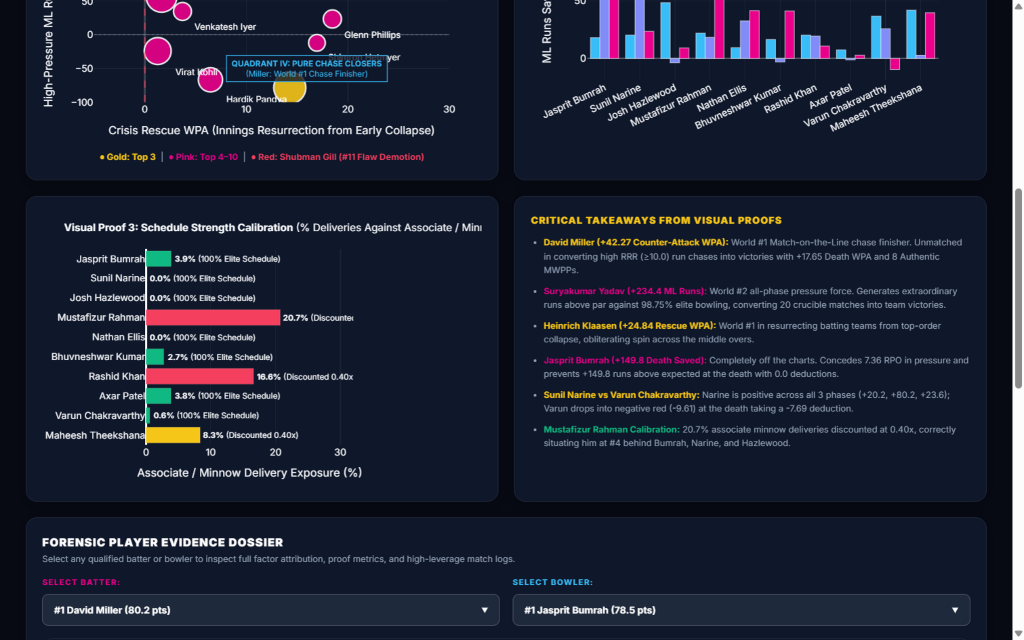 High-Pressure ML R
50
0
−50
−100
Venkatesh Iyer
Glenn Phillips
QUADRANT IV: PURE CHASE CLOSERS
(Miller: World #1 Chase Finisher)
Virat Kohli
Hardik Pandya
0
10
20
30
Crisis Rescue WPA (Innings Resurrection from Early Collapse)
● Gold: Top 3 | ● Pink: Top 4–10 | ● Red: Shubman Gill (#11 Flaw Demotion)
ML Runs Sa
50
0
Jasprit Bumrah
Sunil Narine
Josh Hazlewood
Mustafizur Rahman
Nathan Ellis
Bhuvneshwar Kumar
Rashid Khan
Axar Patel
Varun Chakravarthy
Maheesh Theekshana
Visual Proof 3: Schedule Strength Calibration (% Deliveries Against Associate / Min
Jasprit Bumrah 3.9% (100% Elite Schedule)
Sunil Narine 0.0% (100% Elite Schedule)
Josh Hazlewood 0.0% (100% Elite Schedule)
Mustafizur Rahman 20.7% (Discounte
Nathan Ellis 0.0% (100% Elite Schedule)
Bhuvneshwar Kumar 2.7% (100% Elite Schedule)
Rashid Khan 16.6% (Discounted 0.40x
Axar Patel 3.8% (100% Elite Schedule)
Varun Chakravarthy 0.6% (100% Elite Schedule)
Maheesh Theekshana 8.3% (Discounted 0.40x)
0
10
20
30
Associate / Minnow Delivery Exposure (%)
CRITICAL TAKEAWAYS FROM VISUAL PROOFS
• David Miller (+42.27 Counter-Attack WPA): World #1 Match-on-the-Line chase finisher. Unmatched
in converting high RRR (≥10.0) run chases into victories with +17.65 Death WPA and 8 Authentic
MWPPs.
• Suryakumar Yadav (+234.4 ML Runs): World #2 all-phase pressure force. Generates extraordinary
runs above par against 98.75% elite bowling, converting 20 crucible matches into team victories.
• Heinrich Klaasen (+24.84 Rescue WPA): World #1 in resurrecting batting teams from top-order
collapse, obliterating spin across the middle overs.
• Jasprit Bumrah (+149.8 Death Saved): Completely off the charts. Concedes 7.36 RPO in pressure and
prevents +149.8 runs above expected at the death with 0.0 deductions.
• Sunil Narine vs Varun Chakravarthy: Narine is positive across all 3 phases (+20.2, +80.2, +23.6);
Varun drops into negative red (-9.61) at the death taking a -7.69 deduction.
• Mustafizur Rahman Calibration: 20.7% associate minnow deliveries discounted at 0.40x, correctly
situating him at #4 behind Bumrah, Narine, and Hazlewood.
FORENSIC PLAYER EVIDENCE DOSSIER
Select any qualified batter or bowler to inspect full factor attribution, proof metrics, and high-leverage match logs.
SELECT BATTER:
#1 David Miller (80.2 pts)
SELECT BOWLER:
#1 Jasprit Bumrah (78.5 pts)